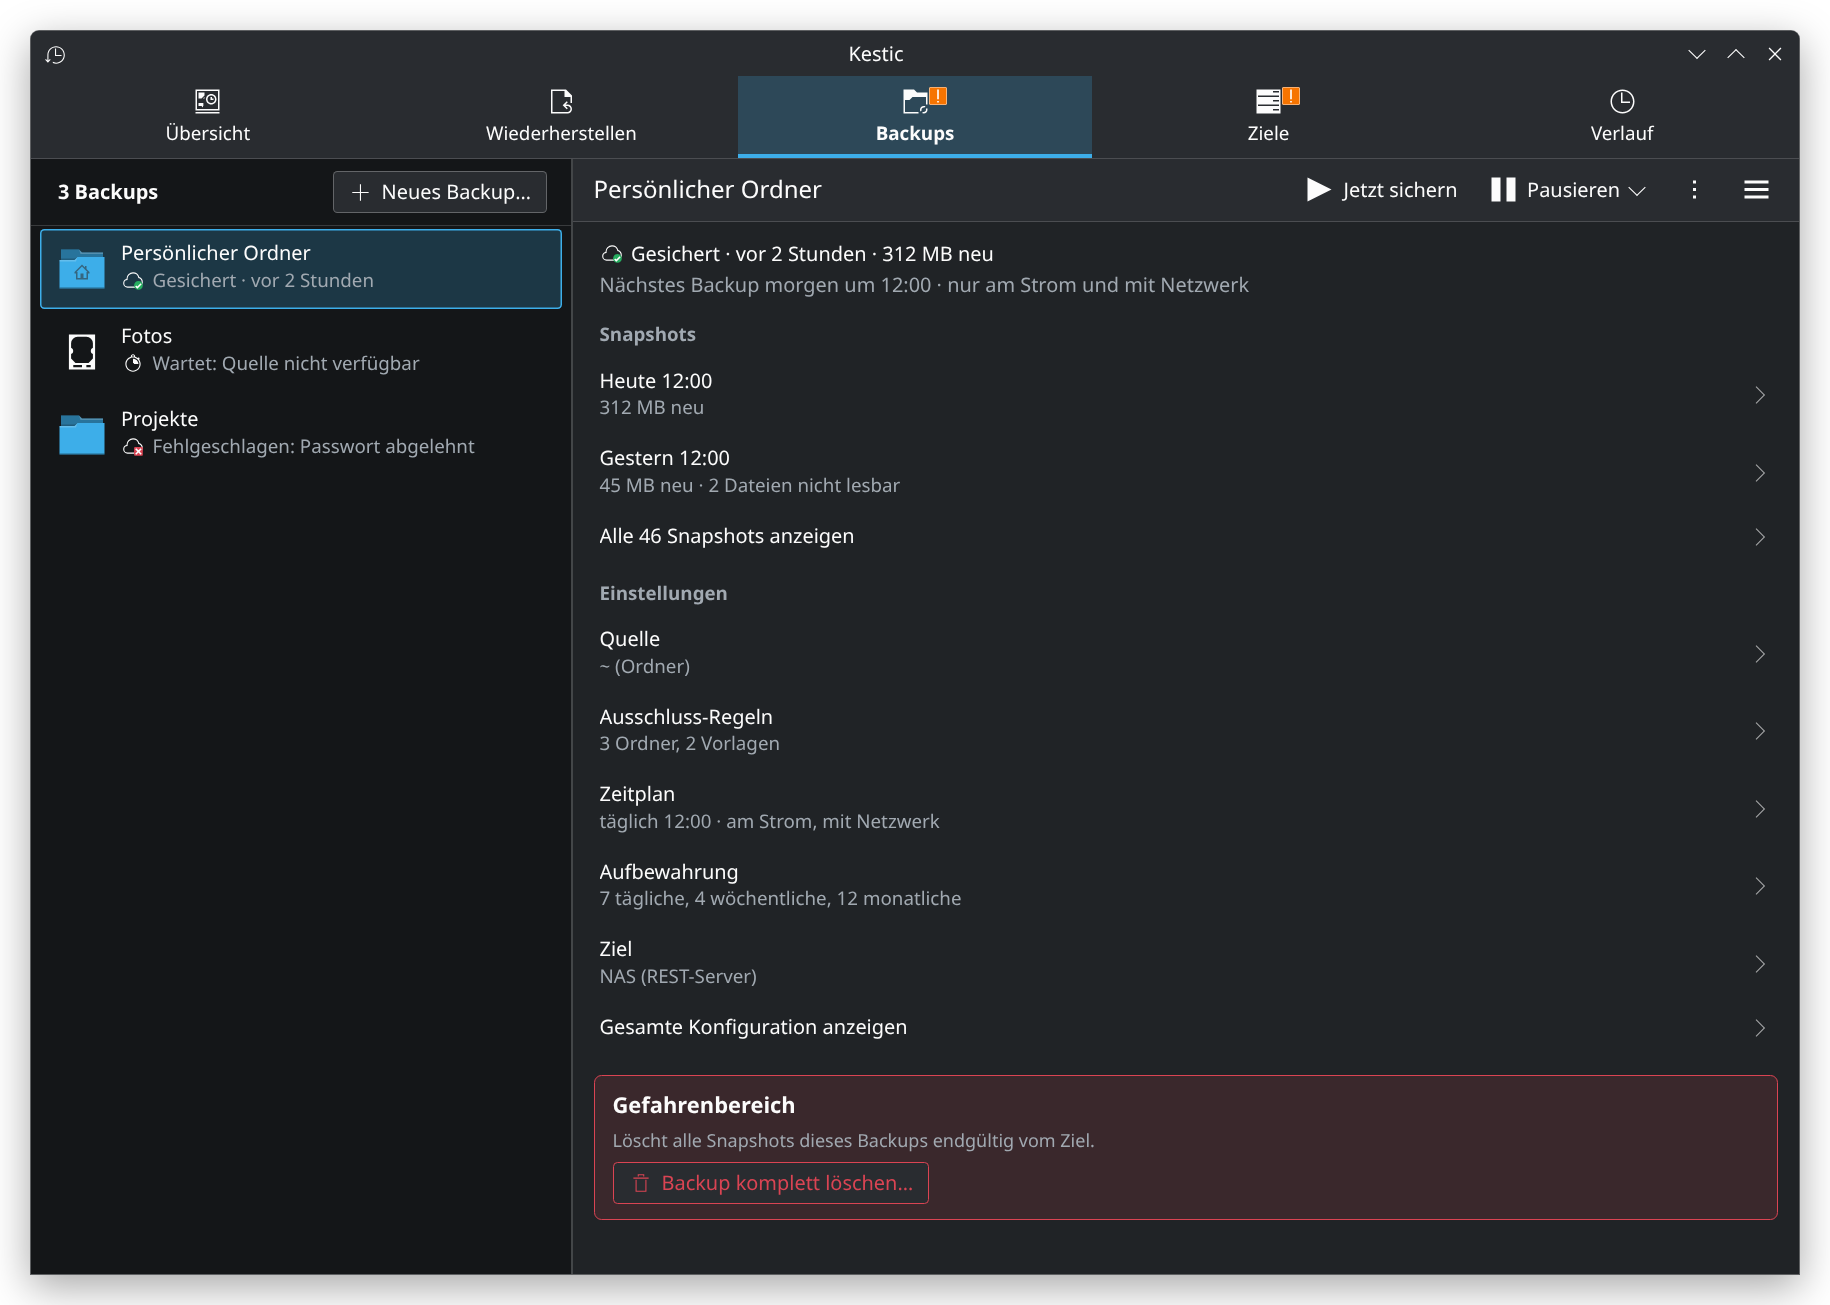 Kestic
Übersicht
Wiederherstellen
Backups
Ziele
Verlauf
3 Backups
Neues Backup...
Persönlicher Ordner
Gesichert · vor 2 Stunden
Fotos
Wartet: Quelle nicht verfügbar
Projekte
Fehlgeschlagen: Passwort abgelehnt
Persönlicher Ordner
Jetzt sichern
Pausieren
Gesichert · vor 2 Stunden · 312 MB neu
Nächstes Backup morgen um 12:00 · nur am Strom und mit Netzwerk
Snapshots
Heute 12:00
312 MB neu
Gestern 12:00
45 MB neu · 2 Dateien nicht lesbar
Alle 46 Snapshots anzeigen
Einstellungen
Quelle
~ (Ordner)
Ausschluss-Regeln
3 Ordner, 2 Vorlagen
Zeitplan
täglich 12:00 · am Strom, mit Netzwerk
Aufbewahrung
7 tägliche, 4 wöchentliche, 12 monatliche
Ziel
NAS (REST-Server)
Gesamte Konfiguration anzeigen
Gefahrenbereich
Löscht alle Snapshots dieses Backups endgültig vom Ziel.
Backup komplett löschen...